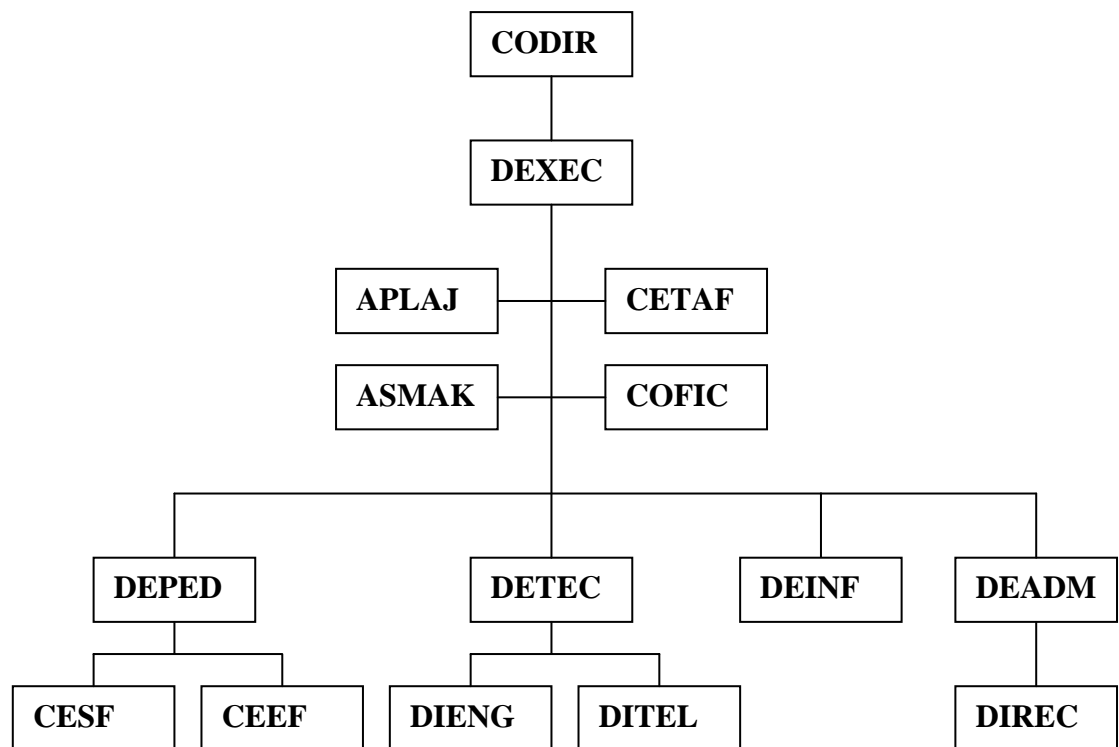 CODIR
DEXEC
APLAJ CETAF
ASMAK COFIC
DEPED DETEC DEINF DEADM
CESF CEEF DIENG DITEL DIREC